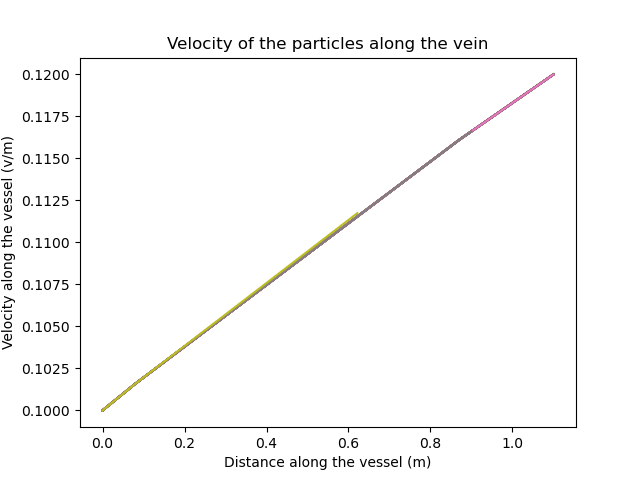 Velocity of the particles along the vein
0.1200
0.1175
0.1150
0.1125
0.1100
0.1075
0.1050
0.1025
0.1000
Velocity along the vessel (v/m)
0.0 0.2 0.4 0.6 0.8 1.0
Distance along the vessel (m)